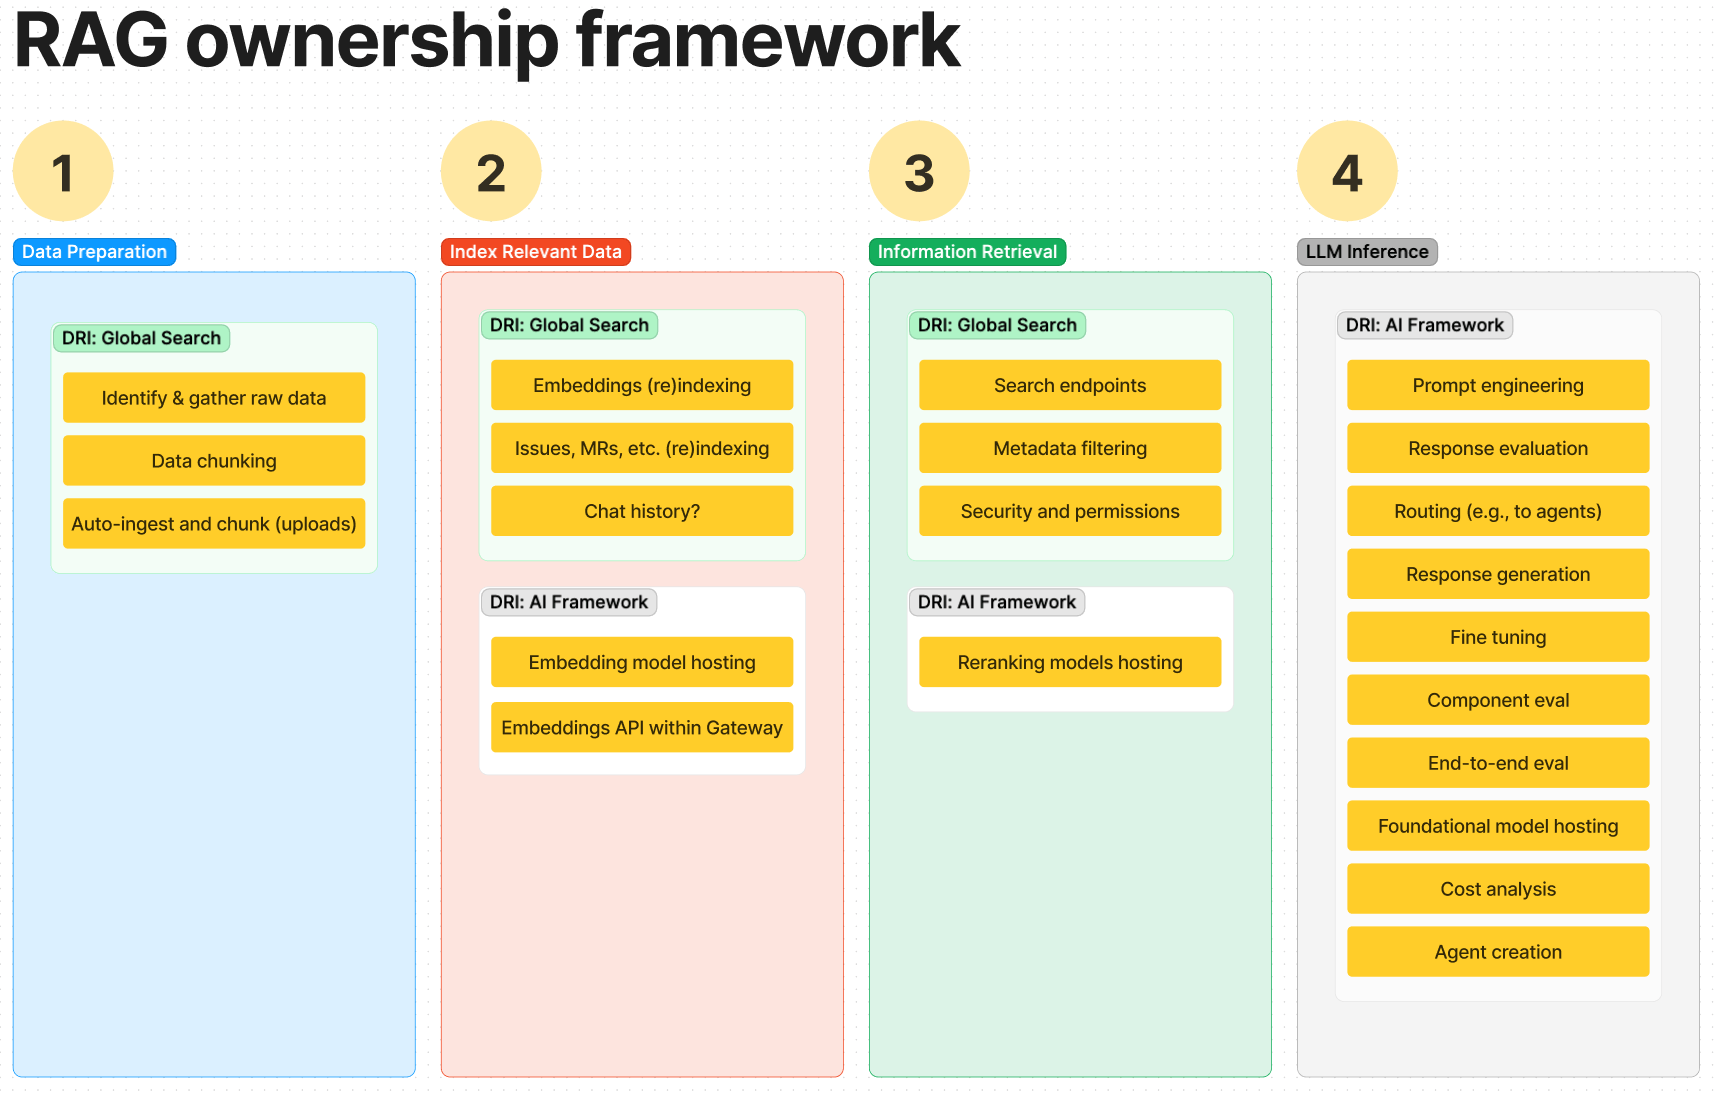 RAG ownership framework
1
Data Preparation
DRI: Global Search
Identify & gather raw data
Data chunking
Auto-ingest and chunk (uploads)
2
Index Relevant Data
DRI: Global Search
Embeddings (re)indexing
Issues, MRs, etc. (re)indexing
Chat history?
DRI: AI Framework
Embedding model hosting
Embeddings API within Gateway
3
Information Retrieval
DRI: Global Search
Search endpoints
Metadata filtering
Security and permissions
DRI: AI Framework
Reranking models hosting
4
LLM Inference
DRI: AI Framework
Prompt engineering
Response evaluation
Routing (e.g., to agents)
Response generation
Fine tuning
Component eval
End-to-end eval
Foundational model hosting
Cost analysis
Agent creation